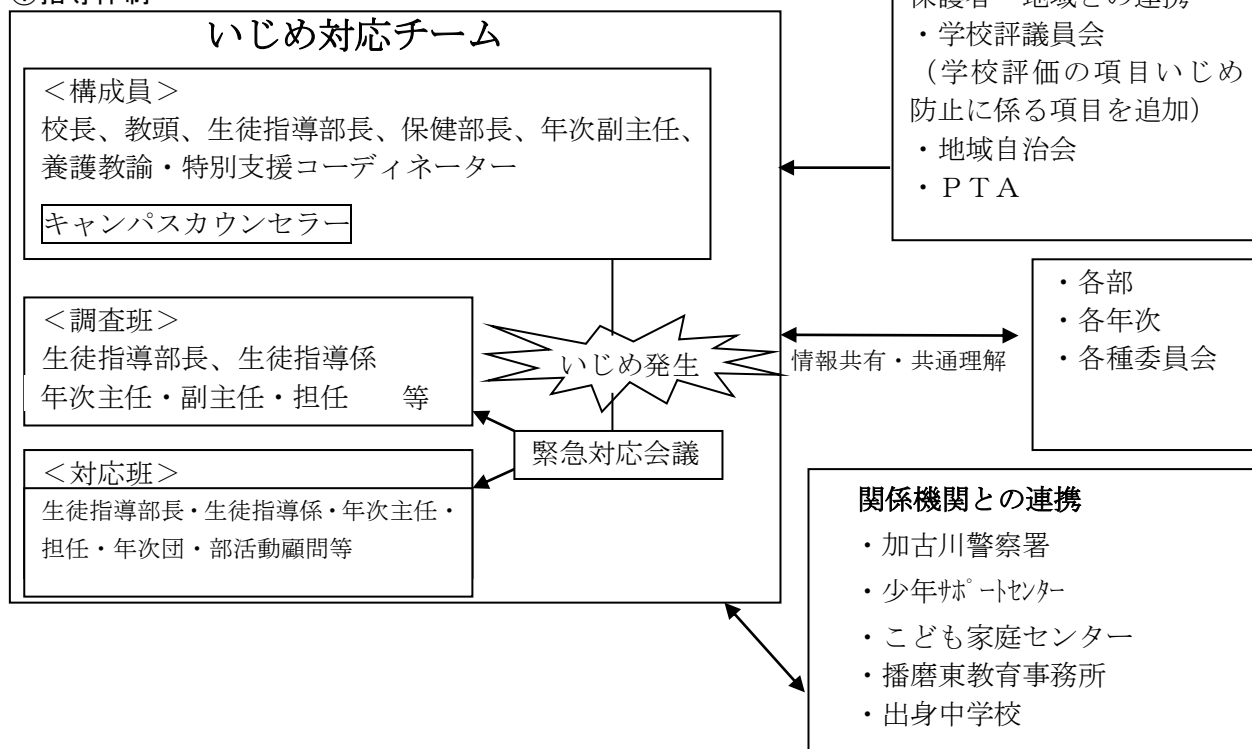 いじめ対応チーム
＜構成員＞
校長、教頭、生徒指導部長、保健部長、年次副主任、
養護教諭・特別支援コーディネーター
キャンパスカウンセラー
＜調査班＞
生徒指導部長、生徒指導係
年次主任・副主任・担任　　等
いじめ発生
緊急対応会議
＜対応班＞
生徒指導部長・生徒指導係・年次主任・
担任・年次団・部活動顧問等
・学校評議員会
（学校評価の項目いじめ
防止に係る項目を追加）
・地域自治会
・ＰＴＡ
情報共有・共通理解
・各部
・各年次
・各種委員会
関係機関との連携
・加古川警察署
・少年ｻﾎﾟｰﾄｾﾝﾀｰ
・こども家庭センター
・播磨東教育事務所
・出身中学校